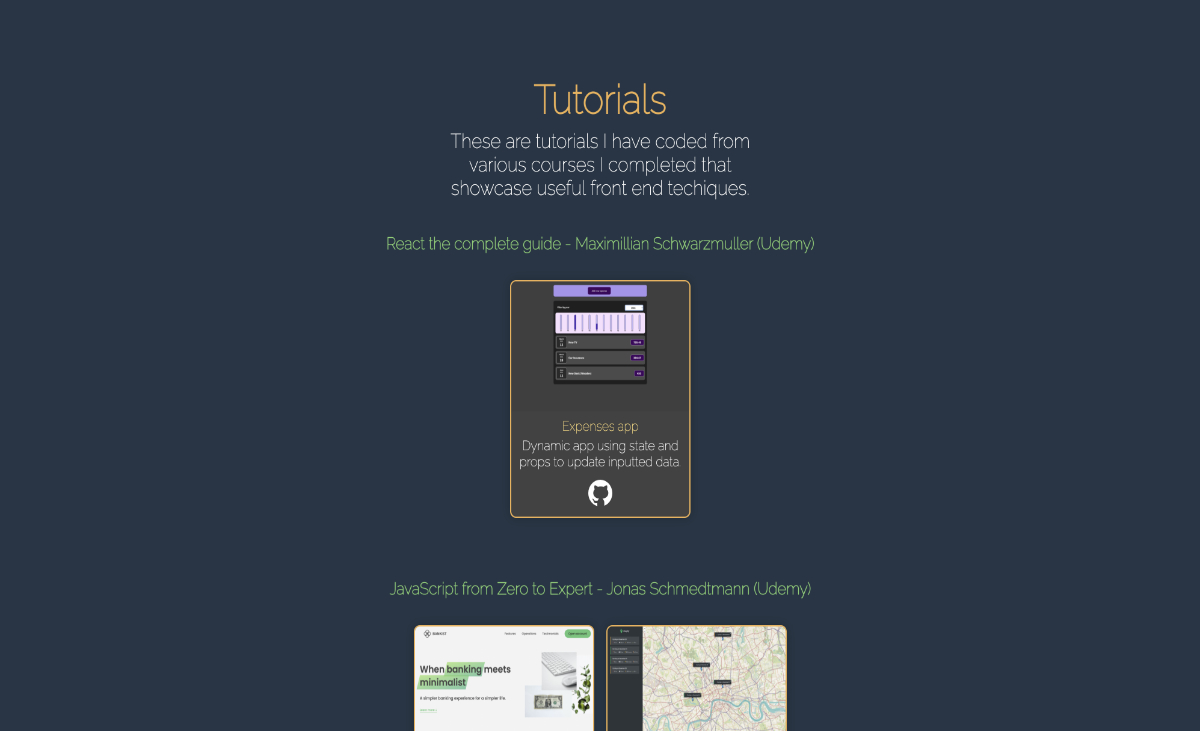 Tutorials
These are tutorials I have coded from
various courses I completed that
showcase useful front end techiques.
React the complete guide - Maximillian Schwarzmuller (Udemy)
Expenses app
Dynamic app using state and
props to update inputted data.
JavaScript from Zero to Expert - Jonas Schmedtmann (Udemy)
When banking meets
minimalist
A simpler banking experience for a simpler life.